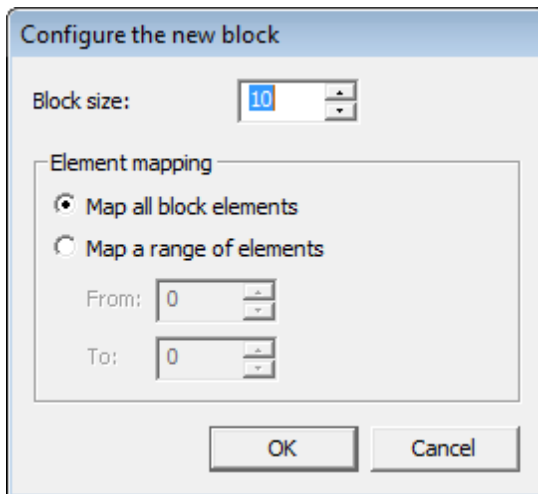 Configure the new block
Block size: 10
Element mapping
Map all block elements
Map a range of elements
From: 0
To: 0
OK Cancel